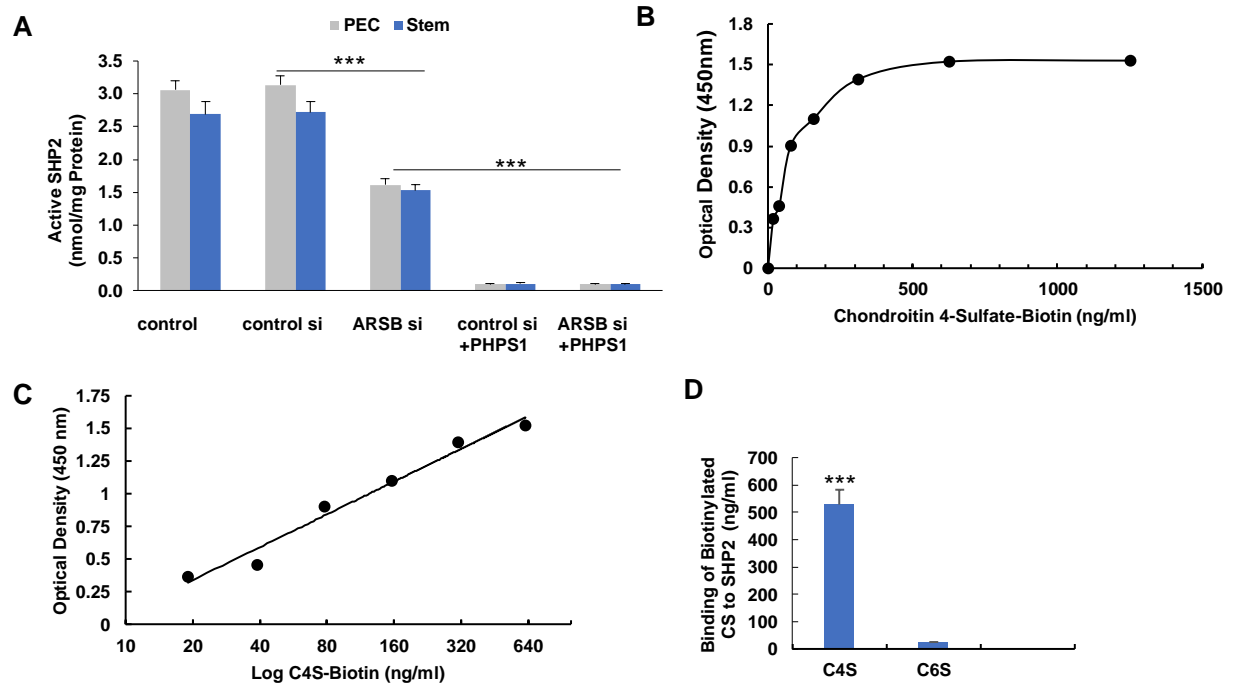 A
PEC Stem
***
***
Active SHP2
(nmol/mg Protein)
3.5
3.0
2.5
2.0
1.5
1.0
0.5
0.0
control
control si
ARSB si
control si
+PHPS1
ARSB si
+PHPS1
B
Optical Density (450nm)
1.8
1.5
1.2
0.9
0.6
0.3
0
0 500 1000 1500
Chondroitin 4-Sulfate-Biotin (ng/ml)
C
Optical Density (450 nm)
1.75
1.5
1.25
1
0.75
0.5
0.25
0
10 20 40 80 160 320 640
Log C4S-Biotin (ng/ml)
D
Binding of Biotinylated
CS to SHP2 (ng/ml)
700
600
500
400
300
200
100
0
***
C4S C6S